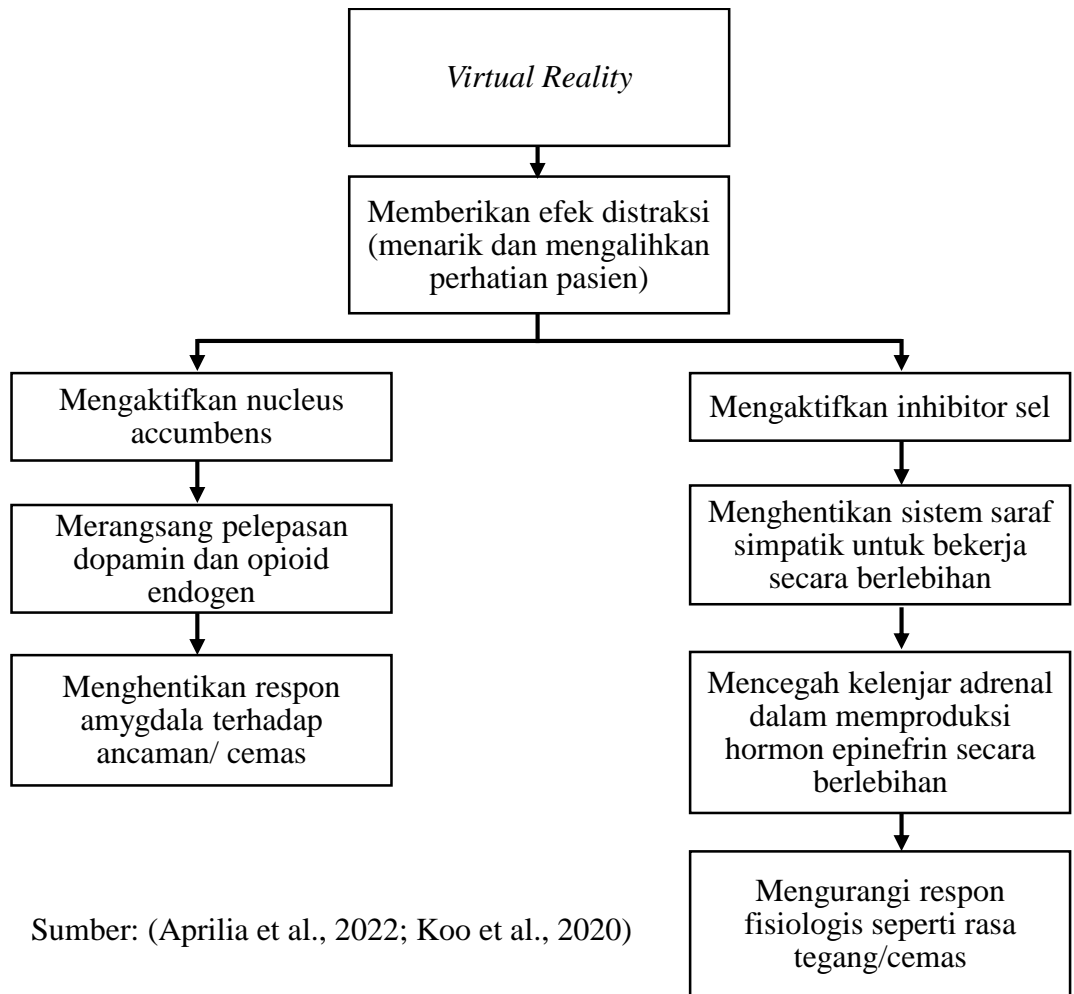 Virtual Reality
Memberikan efek distraksi
(menarik dan mengalihkan
perhatian pasien)
Mengaktifkan nucleus
accumbens
Merangsang pelepasan
dopamin dan opioid
endogen
Menghentikan respon
amygdala terhadap
ancaman/ cemas
Mengaktifkan inhibitor sel
Menghentikan sistem saraf
simpatik untuk bekerja
secara berlebihan
Mencegah kelenjar adrenal
dalam memproduksi
hormon epinefrin secara
berlebihan
Mengurangi respon
fisiologis seperti rasa
tegang/cemas
Sumber: (Aprilia et al., 2022; Koo et al., 2020)